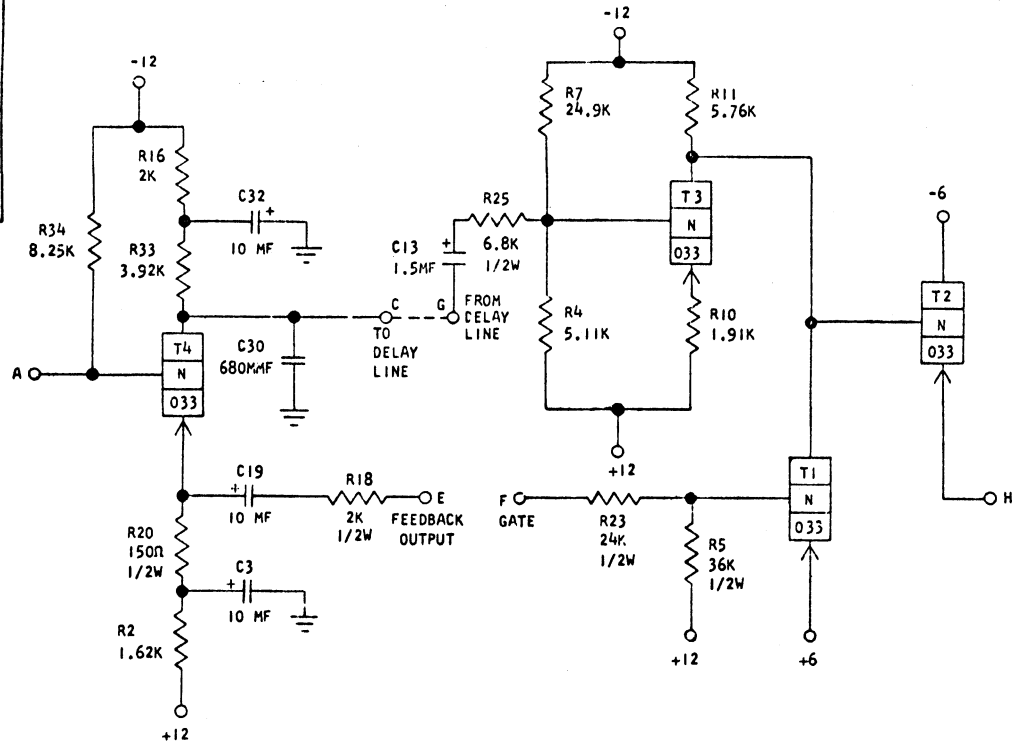 -12
R16
2K
C32
+
10 MF
R34
8.25K
R33
3.92K
A
T4
N
033
C30
680MMF
C
TO
DELAY
LINE
G
FROM
DELAY
LINE
C13
+
1.5MF
R25
6.8K
1/2W
C19
+
10 MF
R18
2K
1/2W
E
FEEDBACK
OUTPUT
R20
150Ω
1/2W
C3
+
10 MF
R2
1.62K
+12
-12
R7
24.9K
R11
5.76K
T3
N
033
R4
5.11K
R10
1.91K
+12
F
GATE
R23
24K
1/2W
R5
36K
1/2W
+12
T1
N
033
+6
-6
T2
N
033
H